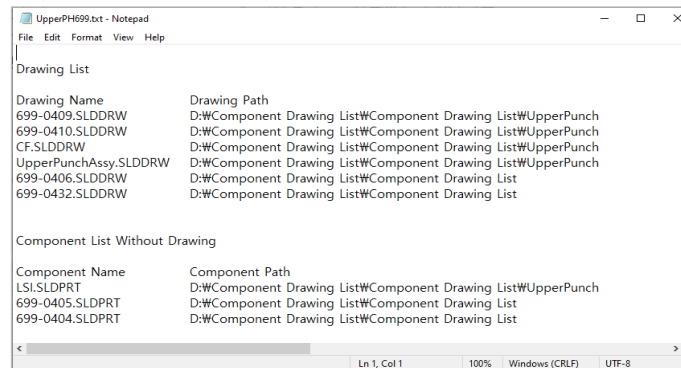 UpperPH699.txt - Notepad
File Edit Format View Help
Drawing List
Drawing Name Drawing Path
699-0409.SLDDRW D:₩Component Drawing List₩Component Drawing List₩UpperPunch
699-0410.SLDDRW D:₩Component Drawing List₩Component Drawing List₩UpperPunch
CF.SLDDRW D:₩Component Drawing List₩Component Drawing List₩UpperPunch
UpperPunchAssy.SLDDRW D:₩Component Drawing List₩Component Drawing List₩UpperPunch
699-0406.SLDDRW D:₩Component Drawing List₩Component Drawing List
699-0432.SLDDRW D:₩Component Drawing List₩Component Drawing List
Component List Without Drawing
Component Name Component Path
LSI.SLDPRT D:₩Component Drawing List₩Component Drawing List₩UpperPunch
699-0405.SLDPRT D:₩Component Drawing List₩Component Drawing List
699-0404.SLDPRT D:₩Component Drawing List₩Component Drawing List
Ln 1, Col 1 100% Windows (CRLF) UTF-8